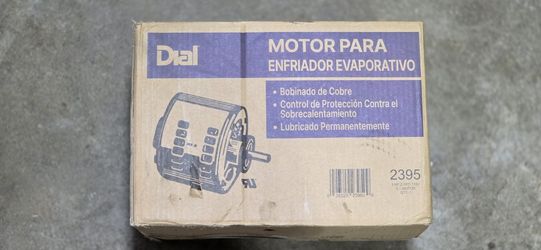 Dial
MOTOR PARA
ENFRIADOR EVAPORATIVO
• Bobinado de Cobre
• Control de Protección Contra el
Sobrecalentamiento
• Lubricado Permanentemente
2395